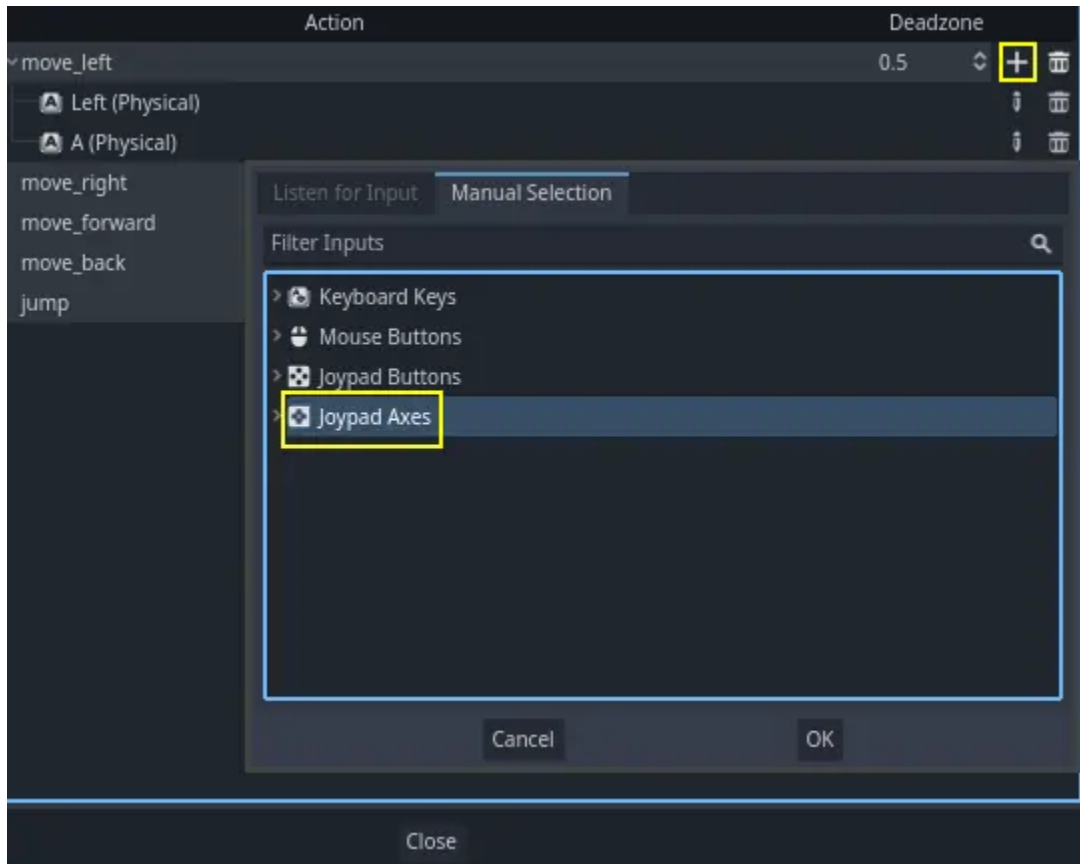 Action Deadzone
move_left 0.5
Left (Physical)
A (Physical)
move_right
move_forward
move_back
jump
Listen for Input Manual Selection
Filter Inputs
Keyboard Keys
Mouse Buttons
Joypad Buttons
Joypad Axes
Cancel OK
Close